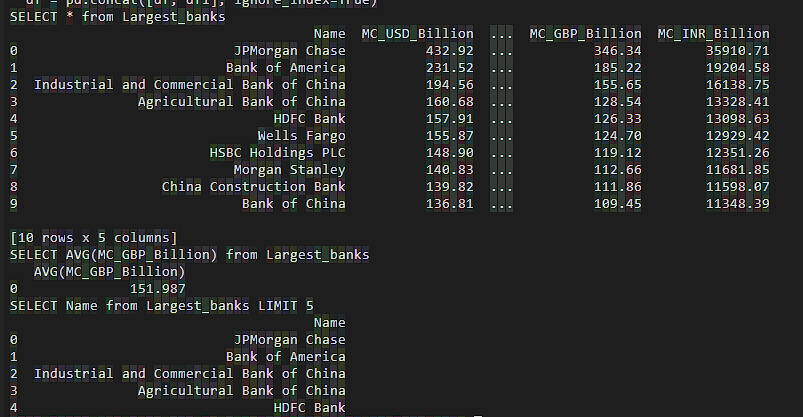 df = pd.concat([df, df1], ignore_index=True)
SELECT * from Largest_banks
Name MC_USD_Billion ... MC_GBP_Billion MC_INR_Billion
0 JPMorgan Chase 432.92 ... 346.34 35910.71
1 Bank of America 231.52 ... 185.22 19204.58
2 Industrial and Commercial Bank of China 194.56 ... 155.65 16138.75
3 Agricultural Bank of China 160.68 ... 128.54 13328.41
4 HDFC Bank 157.91 ... 126.33 13098.63
5 Wells Fargo 155.87 ... 124.70 12929.42
6 HSBC Holdings PLC 148.90 ... 119.12 12351.26
7 Morgan Stanley 140.83 ... 112.66 11681.85
8 China Construction Bank 139.82 ... 111.86 11598.07
9 Bank of China 136.81 ... 109.45 11348.39
[10 rows x 5 columns]
SELECT AVG(MC_GBP_Billion) from Largest_banks
AVG(MC_GBP_Billion)
0 151.987
SELECT Name from Largest_banks LIMIT 5
Name
0 JPMorgan Chase
1 Bank of America
2 Industrial and Commercial Bank of China
3 Agricultural Bank of China
4 HDFC Bank